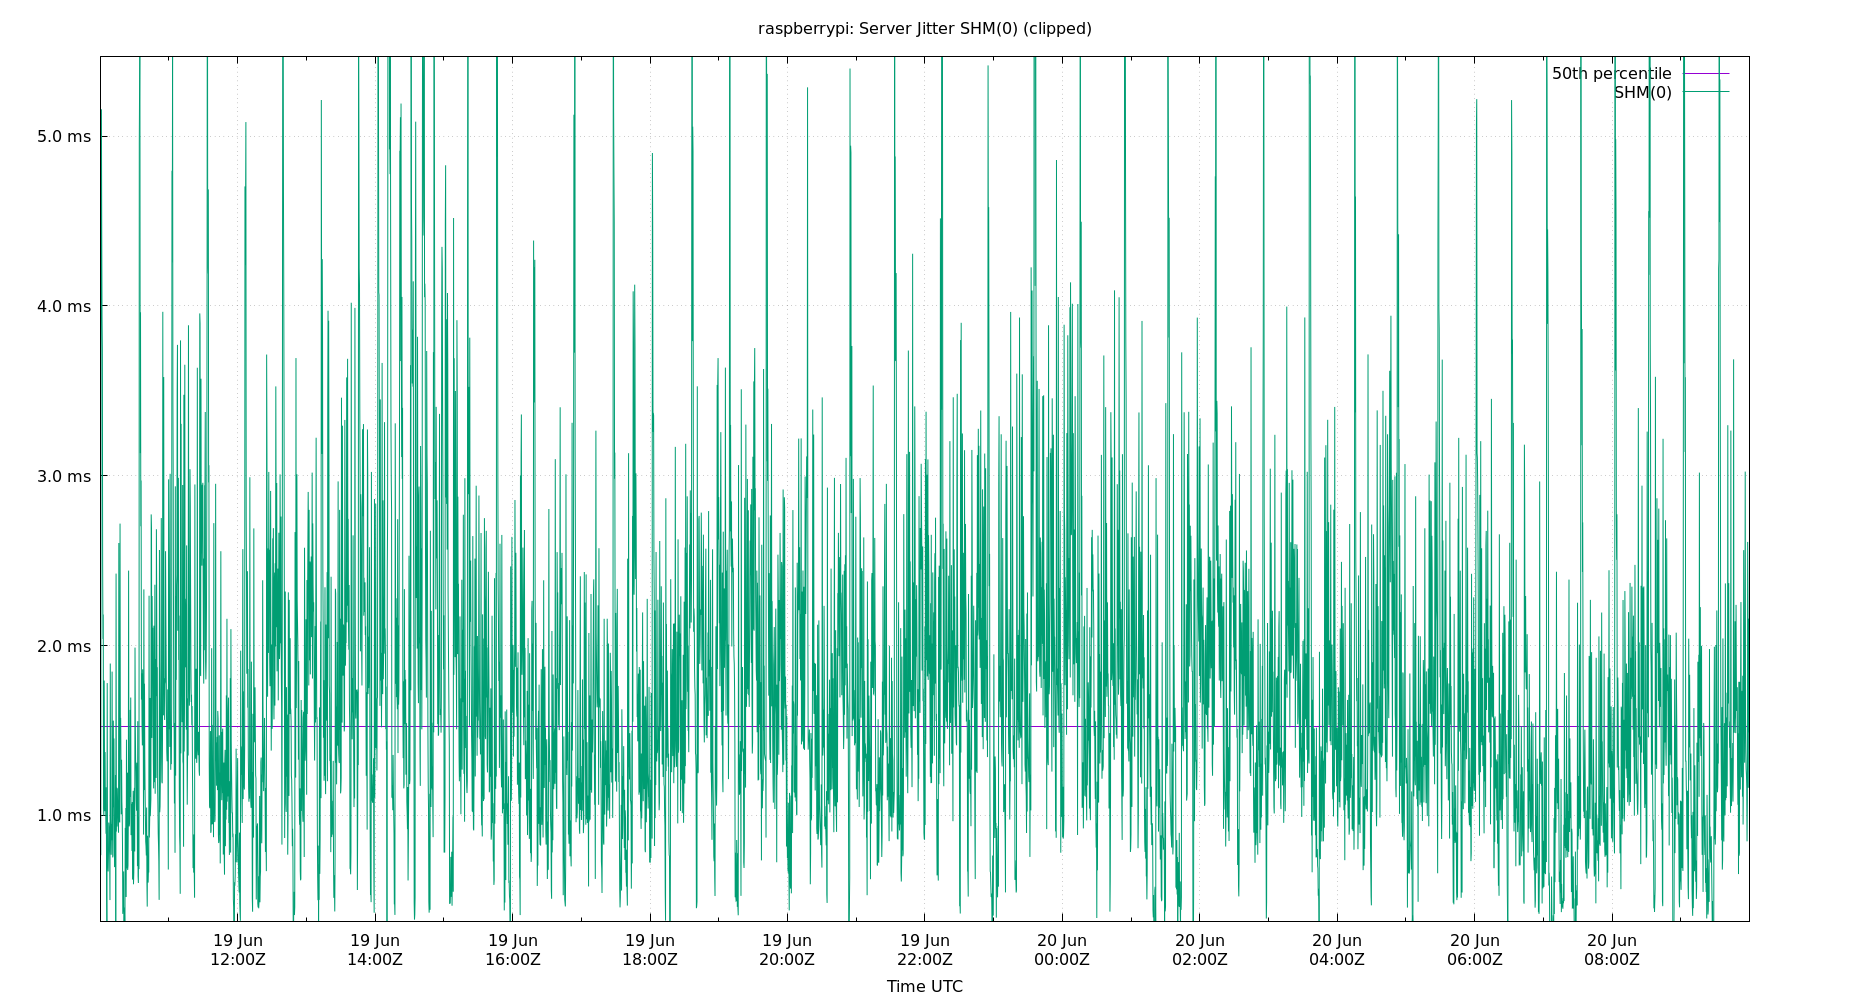 raspberrypi: Server Jitter SHM(0) (clipped)
50th percentile
SHM(0)
5.0 ms
4.0 ms
3.0 ms
2.0 ms
1.0 ms
19 Jun 19 Jun 19 Jun 19 Jun 19 Jun 19 Jun 20 Jun 20 Jun 20 Jun 20 Jun 20 Jun
12:00Z 14:00Z 16:00Z 18:00Z 20:00Z 22:00Z 00:00Z 02:00Z 04:00Z 06:00Z 08:00Z
Time UTC